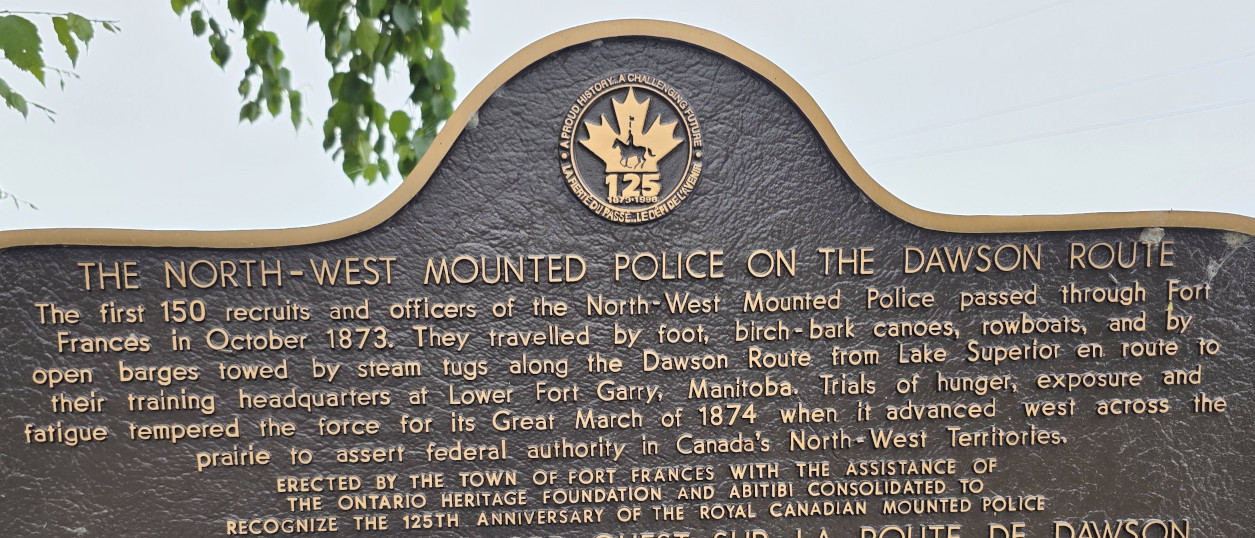 A PROUD HISTORY...A CHALLENGING FUTURE
125
1873-1998
LA FIERTÉ DU PASSÉ...LE DÉFI DE L'AVENIR
THE NORTH-WEST MOUNTED POLICE ON THE DAWSON ROUTE
The first 150 recruits and officers of the North-West Mounted Police passed through Fort
Frances in October 1873. They travelled by foot, birch-bark canoes, rowboats, and by
open barges towed by steam tugs along the Dawson Route from Lake Superior en route to
their training headquarters at Lower Fort Garry, Manitoba. Trials of hunger, exposure and
fatigue tempered the force for its Great March of 1874 when it advanced west across the
prairie to assert federal authority in Canada's North-West Territories.
ERECTED BY THE TOWN OF FORT FRANCES WITH THE ASSISTANCE OF
THE ONTARIO HERITAGE FOUNDATION AND ABITIBI CONSOLIDATED TO
RECOGNIZE THE 125TH ANNIVERSARY OF THE ROYAL CANADIAN MOUNTED POLICE
OUEST SUR LA ROUTE DE DAWSON